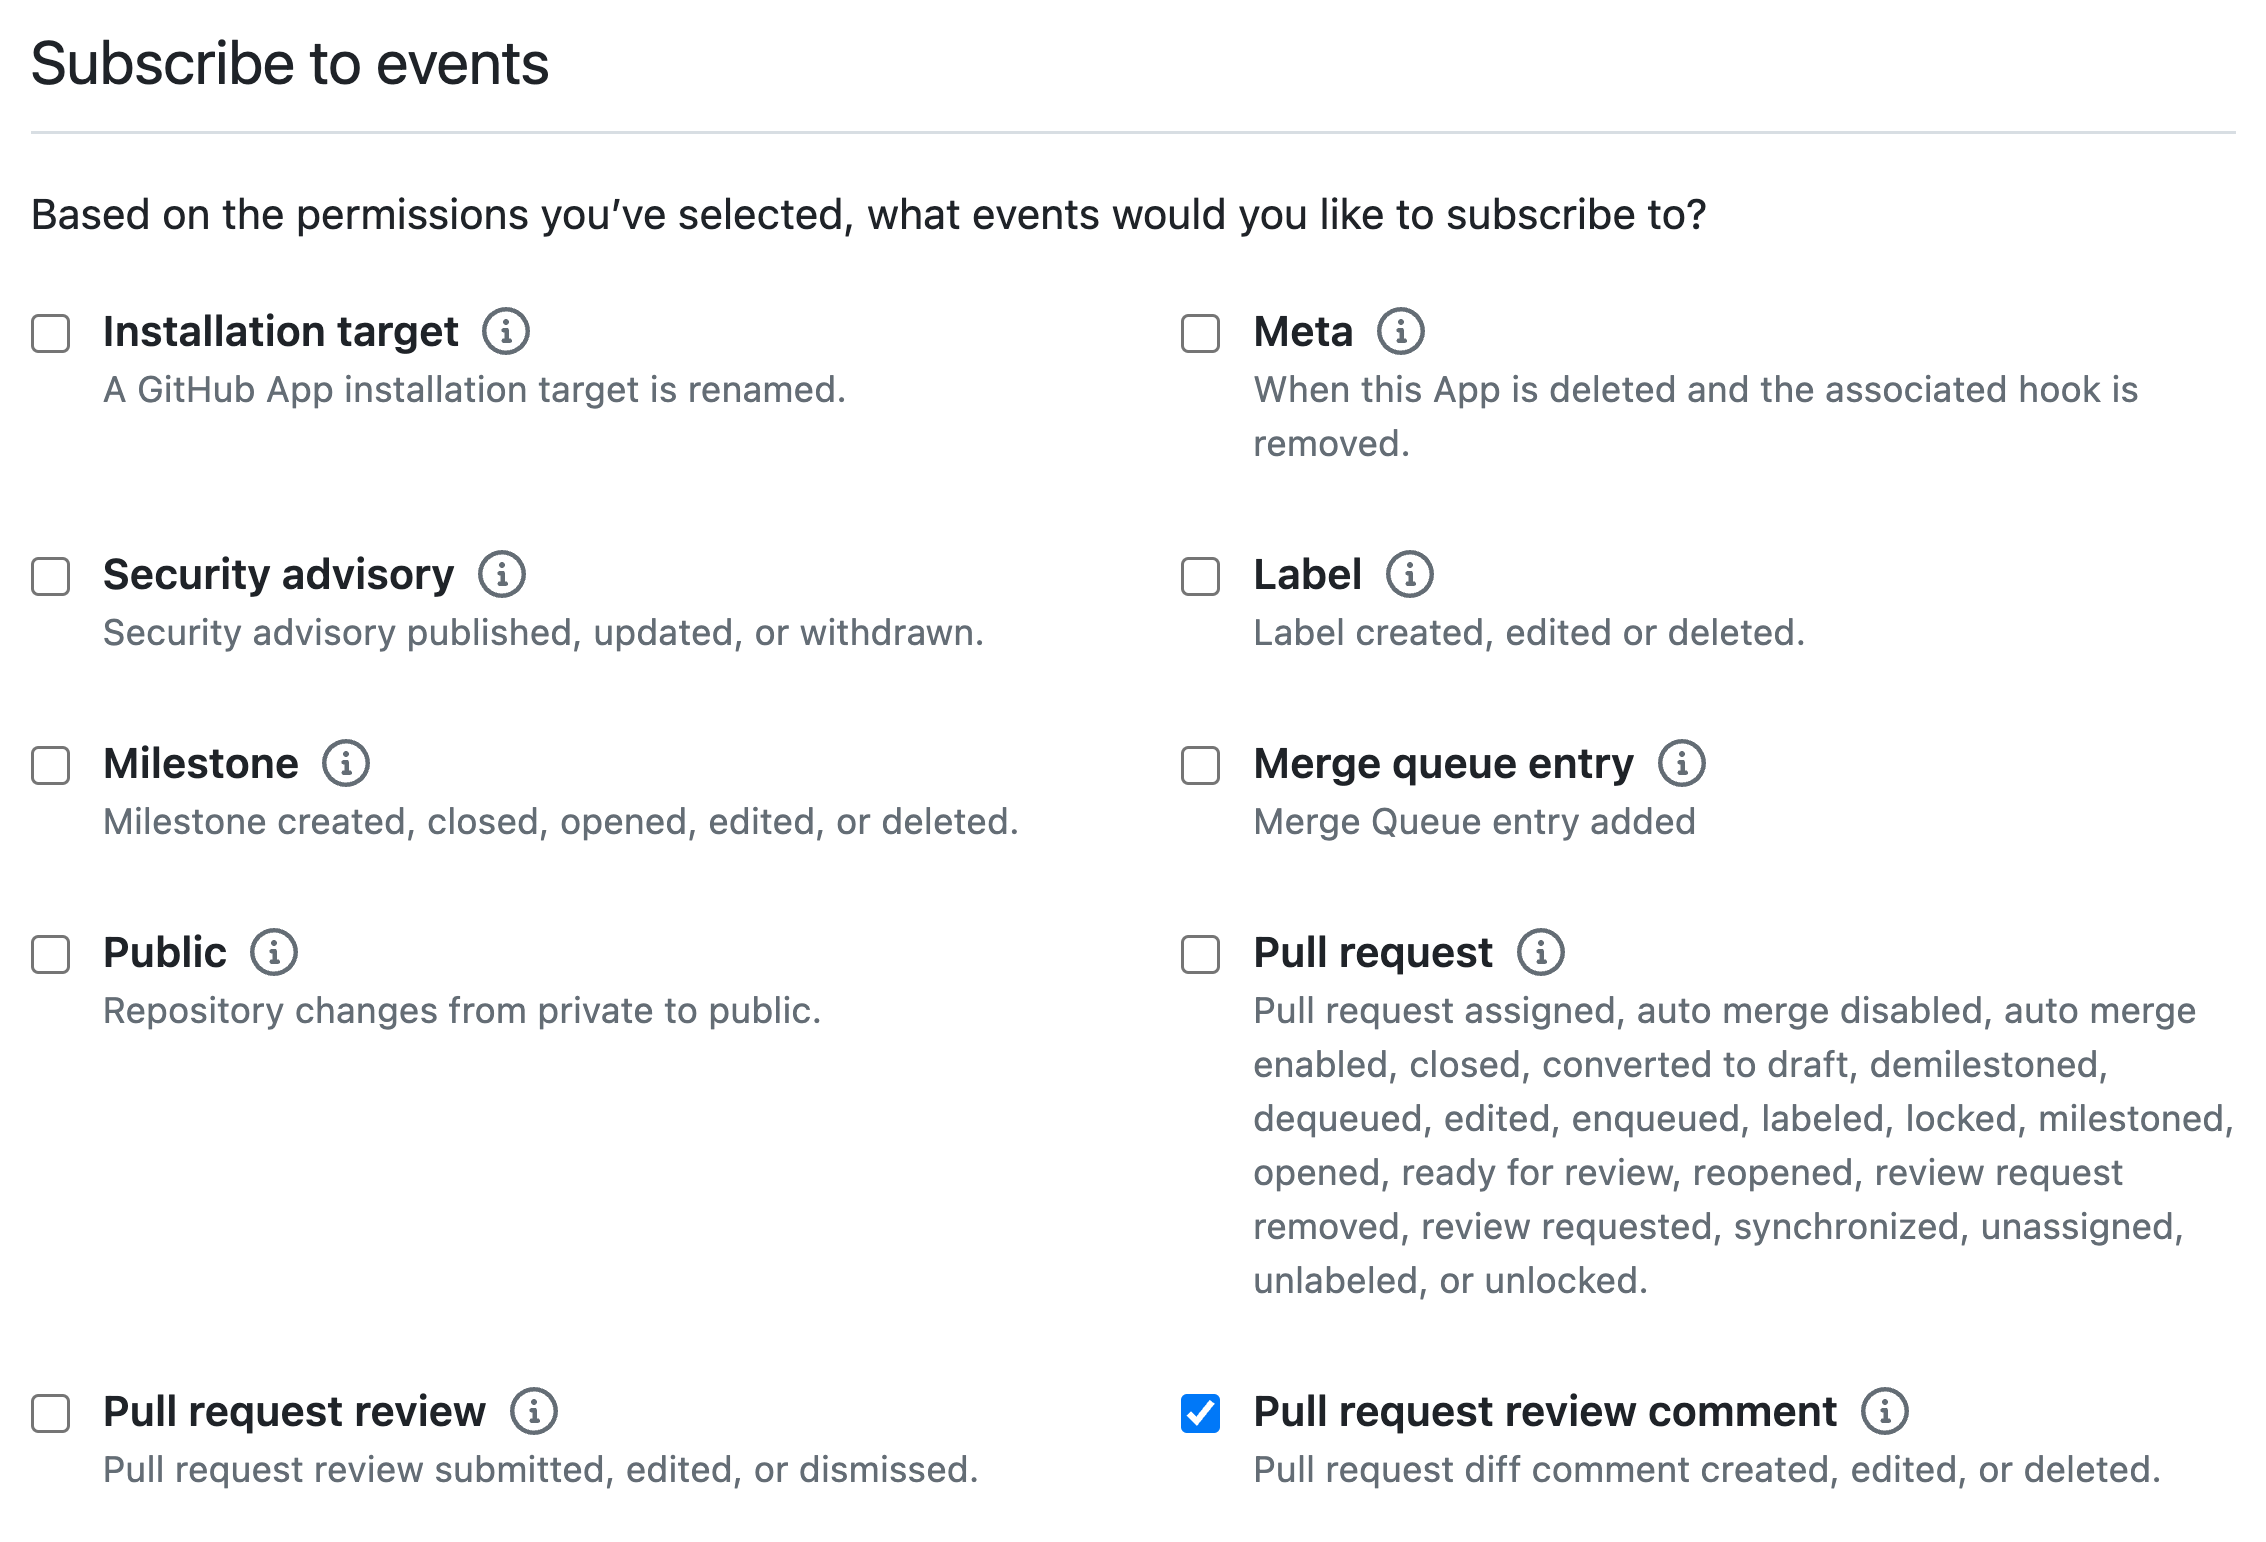 Subscribe to events
Based on the permissions you’ve selected, what events would you like to subscribe to?
Installation target
A GitHub App installation target is renamed.
Meta
When this App is deleted and the associated hook is
removed.
Security advisory
Security advisory published, updated, or withdrawn.
Label
Label created, edited or deleted.
Milestone
Milestone created, closed, opened, edited, or deleted.
Merge queue entry
Merge Queue entry added
Public
Repository changes from private to public.
Pull request
Pull request assigned, auto merge disabled, auto merge
enabled, closed, converted to draft, demilestoned,
dequeued, edited, enqueued, labeled, locked, milestoned,
opened, ready for review, reopened, review request
removed, review requested, synchronized, unassigned,
unlabeled, or unlocked.
Pull request review
Pull request review submitted, edited, or dismissed.
Pull request review comment
Pull request diff comment created, edited, or deleted.